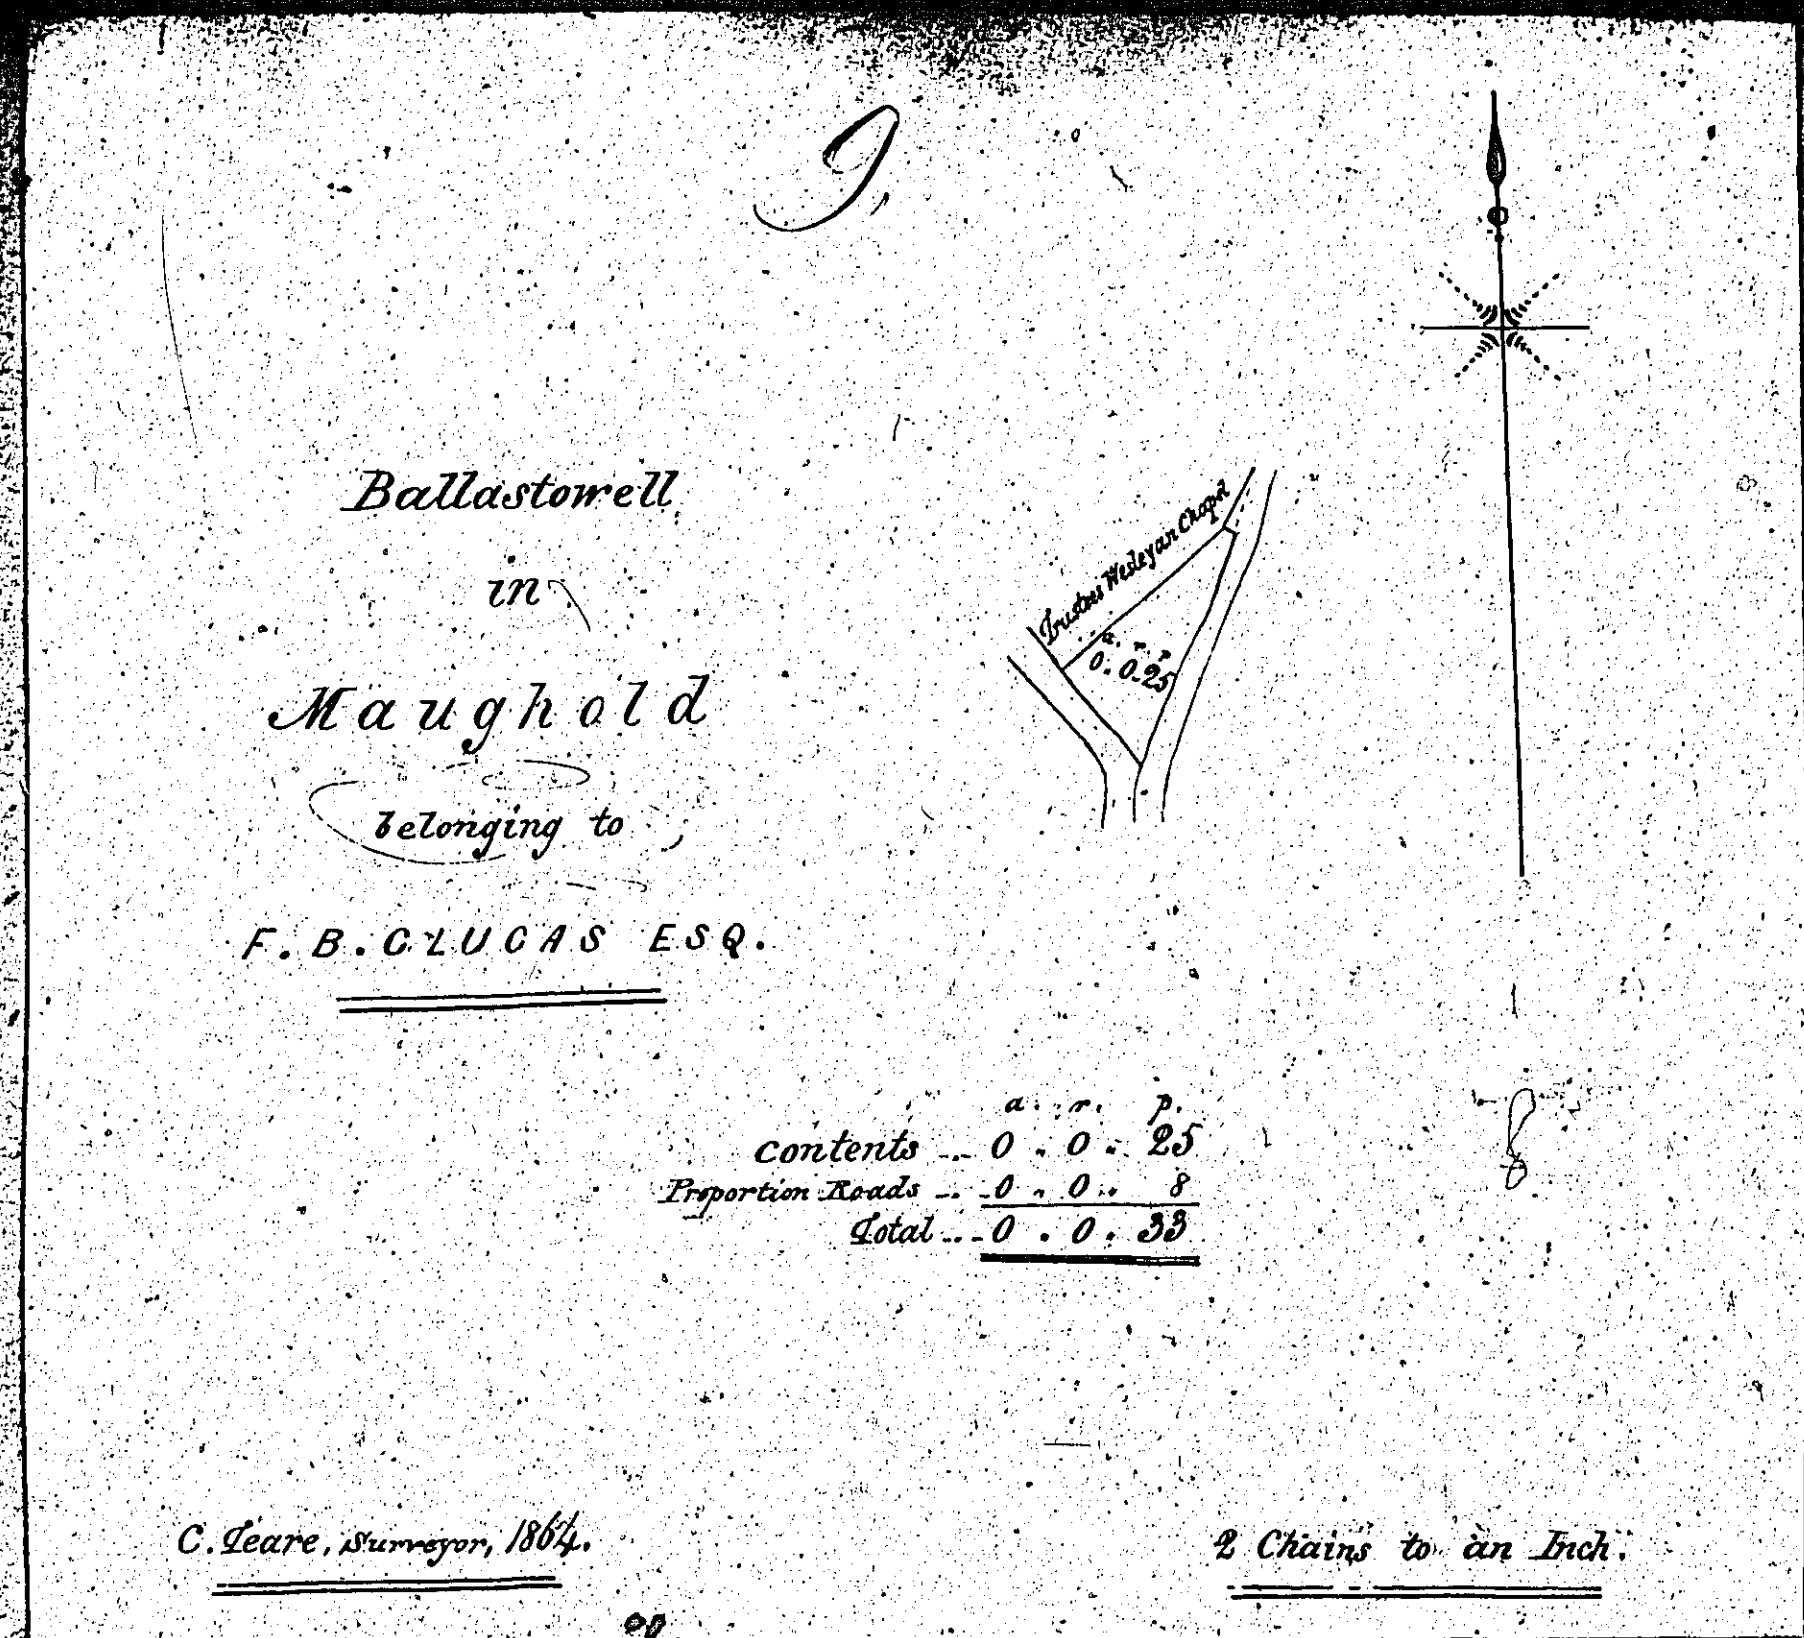 9,
Ballastowell
in
Maughold
belonging to
F. B. CLUCAS ESQ.
Trustees Wesleyan Chapel
a. r. p
0. 0. 25
a. r. p.
Contents ... 0 . 0 . 25
Proportion Roads ... 0 . 0 . 8
Total ... 0 . 0 . 33
C. Teare, Surveyor, 1864.
2 Chains to an Inch.